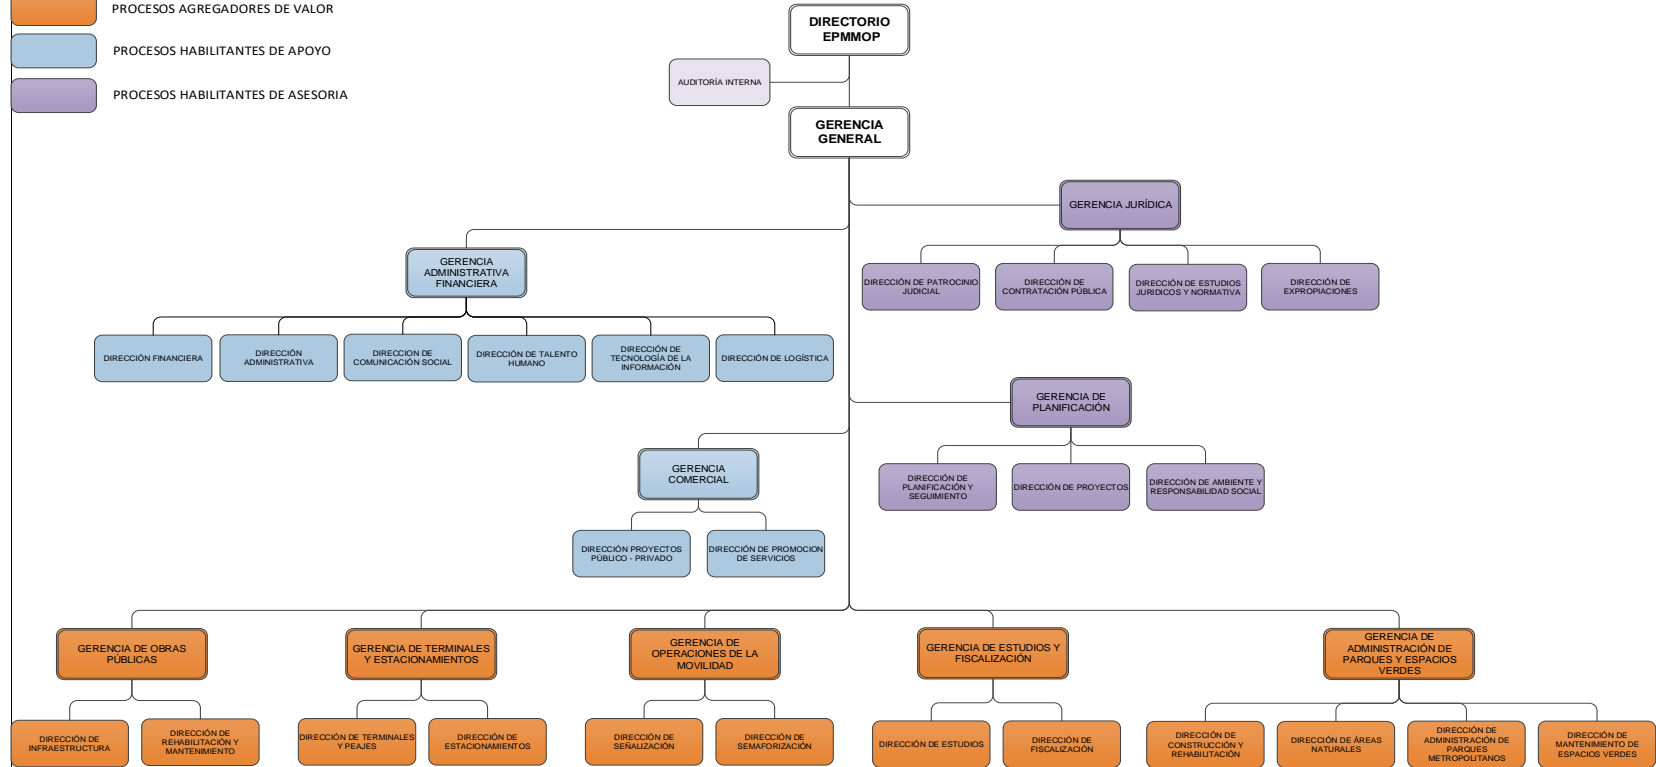 PROCESOS AGREGADORES DE VALOR
PROCESOS HABILITANTES DE APOYO
PROCESOS HABILITANTES DE ASESORIA
DIRECTORIO
EPMMOP
AUDITORÍA INTERNA
GERENCIA
GENERAL
GERENCIA JURÍDICA
DIRECCIÓN DE PATROCINIO
JUDICIAL
DIRECCIÓN DE
CONTRATACIÓN PÚBLICA
DIRECCIÓN DE ESTUDIOS
JURIDICOS Y NORMATIVA
DIRECCIÓN DE
EXPROPIACIONES
GERENCIA
ADMINISTRATIVA
FINANCIERA
DIRECCIÓN FINANCIERA
DIRECCIÓN
ADMINISTRATIVA
DIRECCION DE
COMUNICACIÓN SOCIAL
DIRECCIÓN DE TALENTO
HUMANO
DIRECCIÓN DE
TECNOLOGÍA DE LA
INFORMACIÓN
DIRECCIÓN DE LOGÍSTICA
GERENCIA DE
PLANIFICACIÓN
DIRECCIÓN DE
PLANIFICACIÓN Y
SEGUIMIENTO
DIRECCIÓN DE PROYECTOS
DIRECCIÓN DE AMBIENTE Y
RESPONSABILIDAD SOCIAL
GERENCIA
COMERCIAL
DIRECCIÓN PROYECTOS
PÚBLICO - PRIVADO
DIRECCIÓN DE PROMOCION
DE SERVICIOS
GERENCIA DE OBRAS
PÚBLICAS
DIRECCIÓN DE
INFRAESTRUCTURA
DIRECCIÓN DE
REHABILITACIÓN Y
MANTENIMIENTO
GERENCIA DE TERMINALES
Y ESTACIONAMIENTOS
DIRECCIÓN DE TERMINALES
Y PEAJES
DIRECCIÓN DE
ESTACIONAMIENTOS
GERENCIA DE
OPERACIONES DE LA
MOVILIDAD
DIRECCIÓN DE
SEÑALIZACIÓN
DIRECCIÓN DE
SEMAFORIZACIÓN
GERENCIA DE ESTUDIOS Y
FISCALIZACIÓN
DIRECCIÓN DE ESTUDIOS
DIRECCIÓN DE
FISCALIZACIÓN
GERENCIA DE
ADMINISTRACIÓN DE
PARQUES Y ESPACIOS
VERDES
DIRECCIÓN DE
CONSTRUCCIÓN Y
REHABILITACIÓN
DIRECCIÓN DE ÁREAS
NATURALES
DIRECCIÓN DE
ADMINISTRACIÓN DE
PARQUES
METROPOLITANOS
DIRECCIÓN DE
MANTENIMIENTO DE
ESPACIOS VERDES